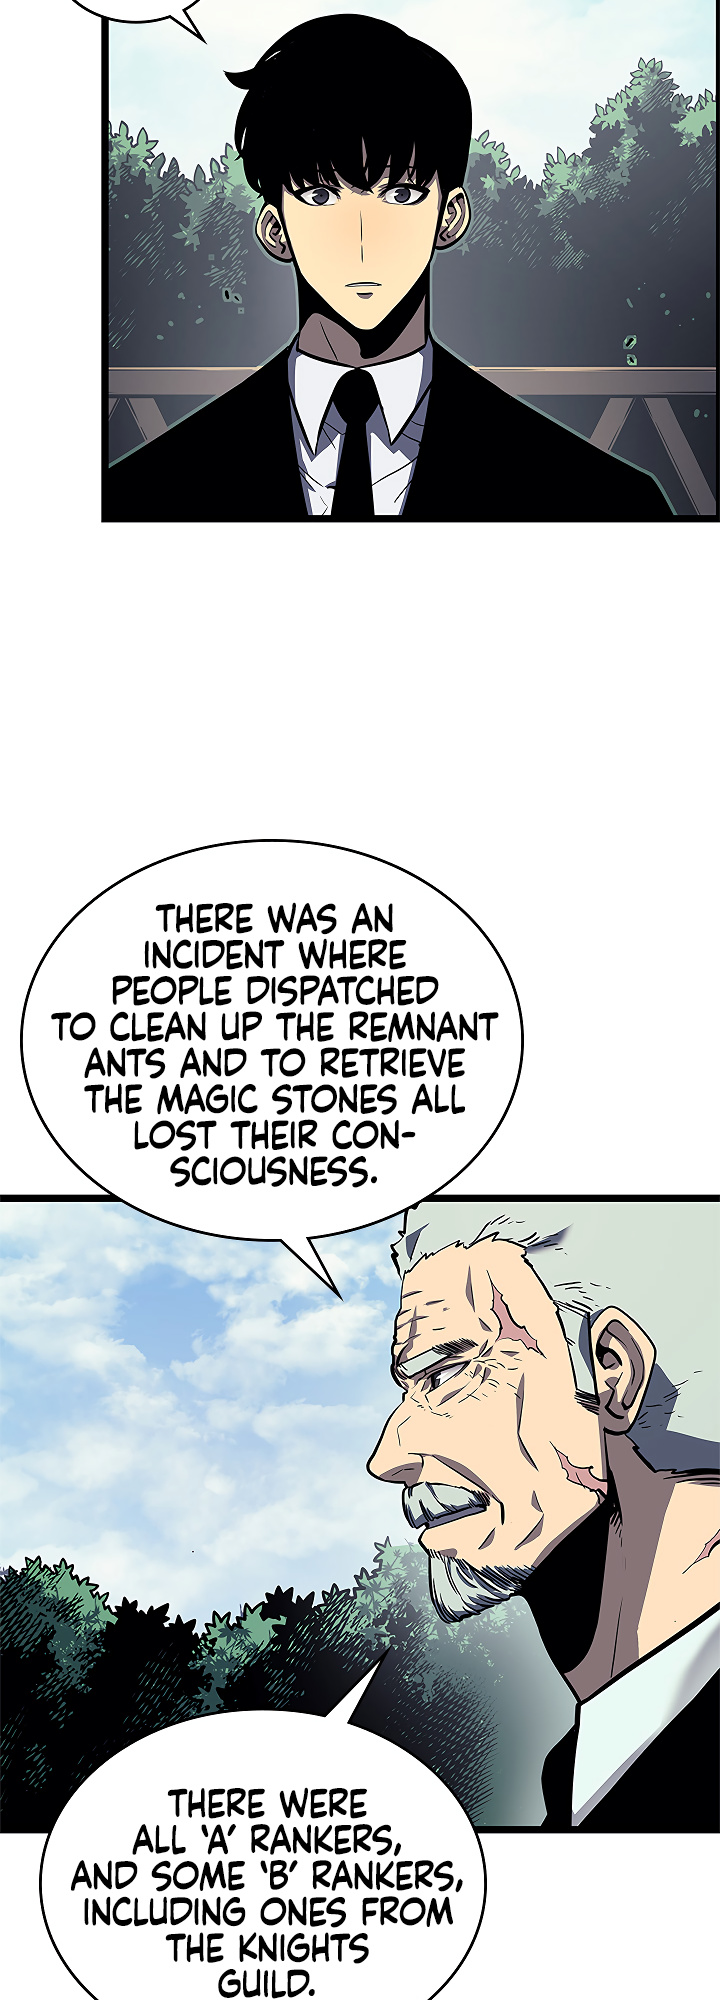 THERE WAS AN
INCIDENT WHERE
PEOPLE DISPATCHED
TO CLEAN UP THE REMNANT
ANTS AND TO RETRIEVE
THE MAGIC STONES ALL
LOST THEIR CON-
SCIOUSNESS.
THERE WERE
ALL 'A' RANKERS,
AND SOME 'B' RANKERS,
INCLUDING ONES FROM
THE KNIGHTS
GUILD.